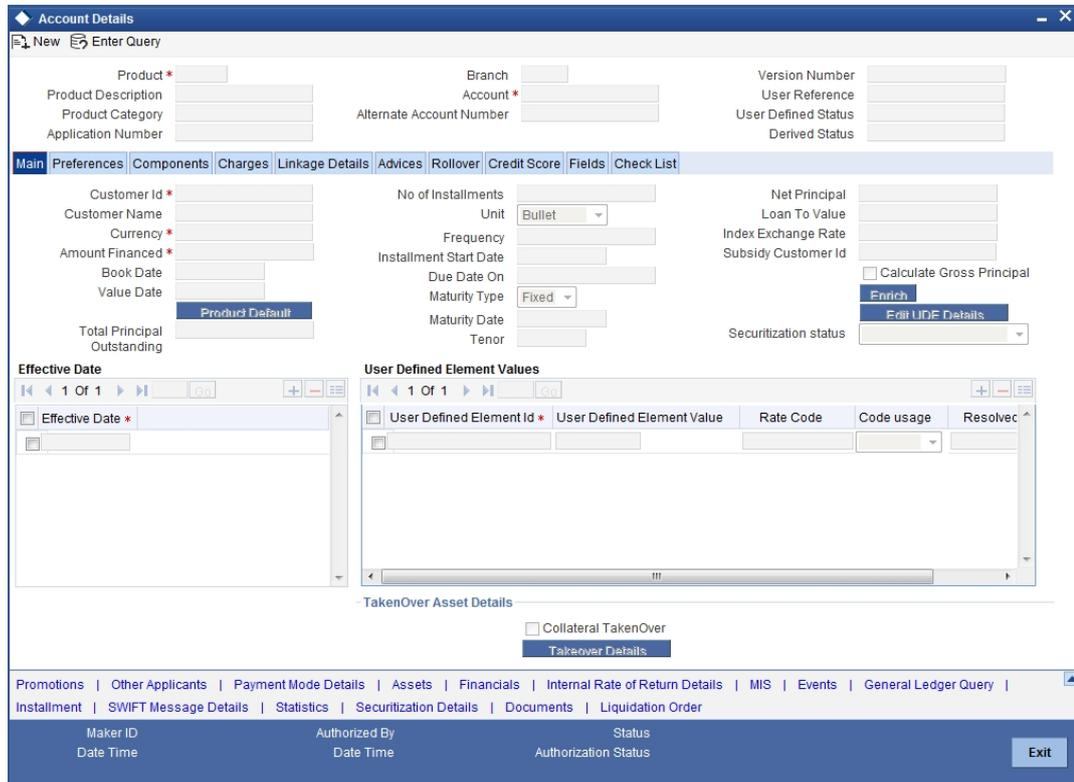 Account Details
New Enter Query
Product * Branch Version Number
Product Description Account * User Reference
Product Category Alternate Account Number User Defined Status
Application Number Derived Status
Main Preferences Components Charges Linkage Details Advices Rollover Credit Score Fields Check List
Customer Id * No of Installments Net Principal
Customer Name Unit Bullet Loan To Value
Currency * Frequency Index Exchange Rate
Amount Financed * Installment Start Date Subsidy Customer Id
Book Date Due Date On Calculate Gross Principal
Value Date Maturity Type Fixed Enrich
Product Default Maturity Date Edit UDE Details
Total Principal Outstanding Tenor Securitization status
Effective Date User Defined Element Values
1 Of 1 Go 1 Of 1 Go
Effective Date * User Defined Element Id * User Defined Element Value Rate Code Code usage Resolved
TakenOver Asset Details
Collateral TakenOver
Takeover Details
Promotions | Other Applicants | Payment Mode Details | Assets | Financials | Internal Rate of Return Details | MIS | Events | General Ledger Query |
Installment | SWIFT Message Details | Statistics | Securitization Details | Documents | Liquidation Order
Maker ID Authorized By Status
Date Time Date Time Authorization Status Exit